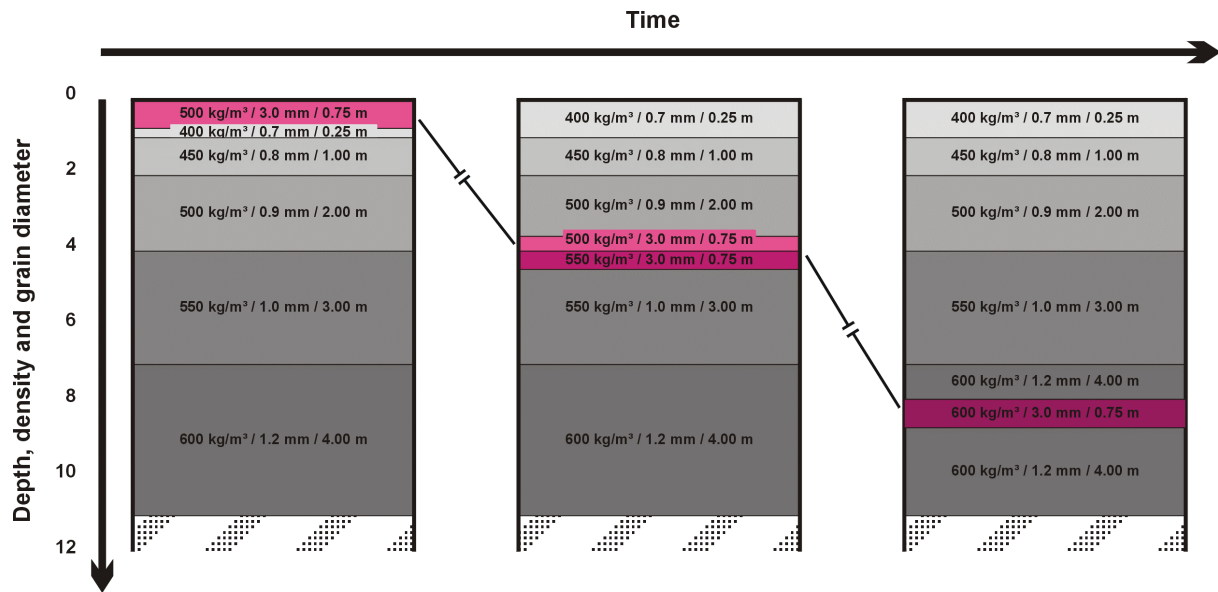 Time
Depth, density and grain diameter
0
2
4
6
8
10
12
500 kg/m³ / 3.0 mm / 0.75 m
400 kg/m³ / 0.7 mm / 0.25 m
450 kg/m³ / 0.8 mm / 1.00 m
500 kg/m³ / 0.9 mm / 2.00 m
550 kg/m³ / 1.0 mm / 3.00 m
600 kg/m³ / 1.2 mm / 4.00 m
400 kg/m³ / 0.7 mm / 0.25 m
450 kg/m³ / 0.8 mm / 1.00 m
500 kg/m³ / 0.9 mm / 2.00 m
500 kg/m³ / 3.0 mm / 0.75 m
550 kg/m³ / 3.0 mm / 0.75 m
550 kg/m³ / 1.0 mm / 3.00 m
600 kg/m³ / 1.2 mm / 4.00 m
400 kg/m³ / 0.7 mm / 0.25 m
450 kg/m³ / 0.8 mm / 1.00 m
500 kg/m³ / 0.9 mm / 2.00 m
550 kg/m³ / 1.0 mm / 3.00 m
600 kg/m³ / 1.2 mm / 4.00 m
600 kg/m³ / 3.0 mm / 0.75 m
600 kg/m³ / 1.2 mm / 4.00 m